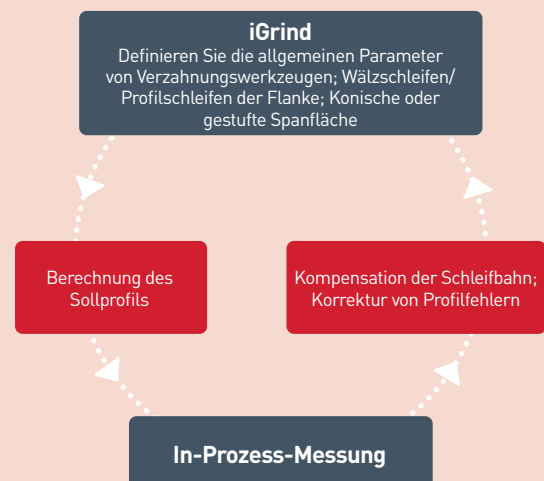 iGrind
Definieren Sie die allgemeinen Parameter
von Verzahnungswerkzeugen; Wälzschleifen/
Profilschleifen der Flanke; Konische oder
gestufte Spanfläche
Berechnung des
Sollprofils
Kompensation der Schleifbahn;
Korrektur von Profilfehlern
In-Prozess-Messung